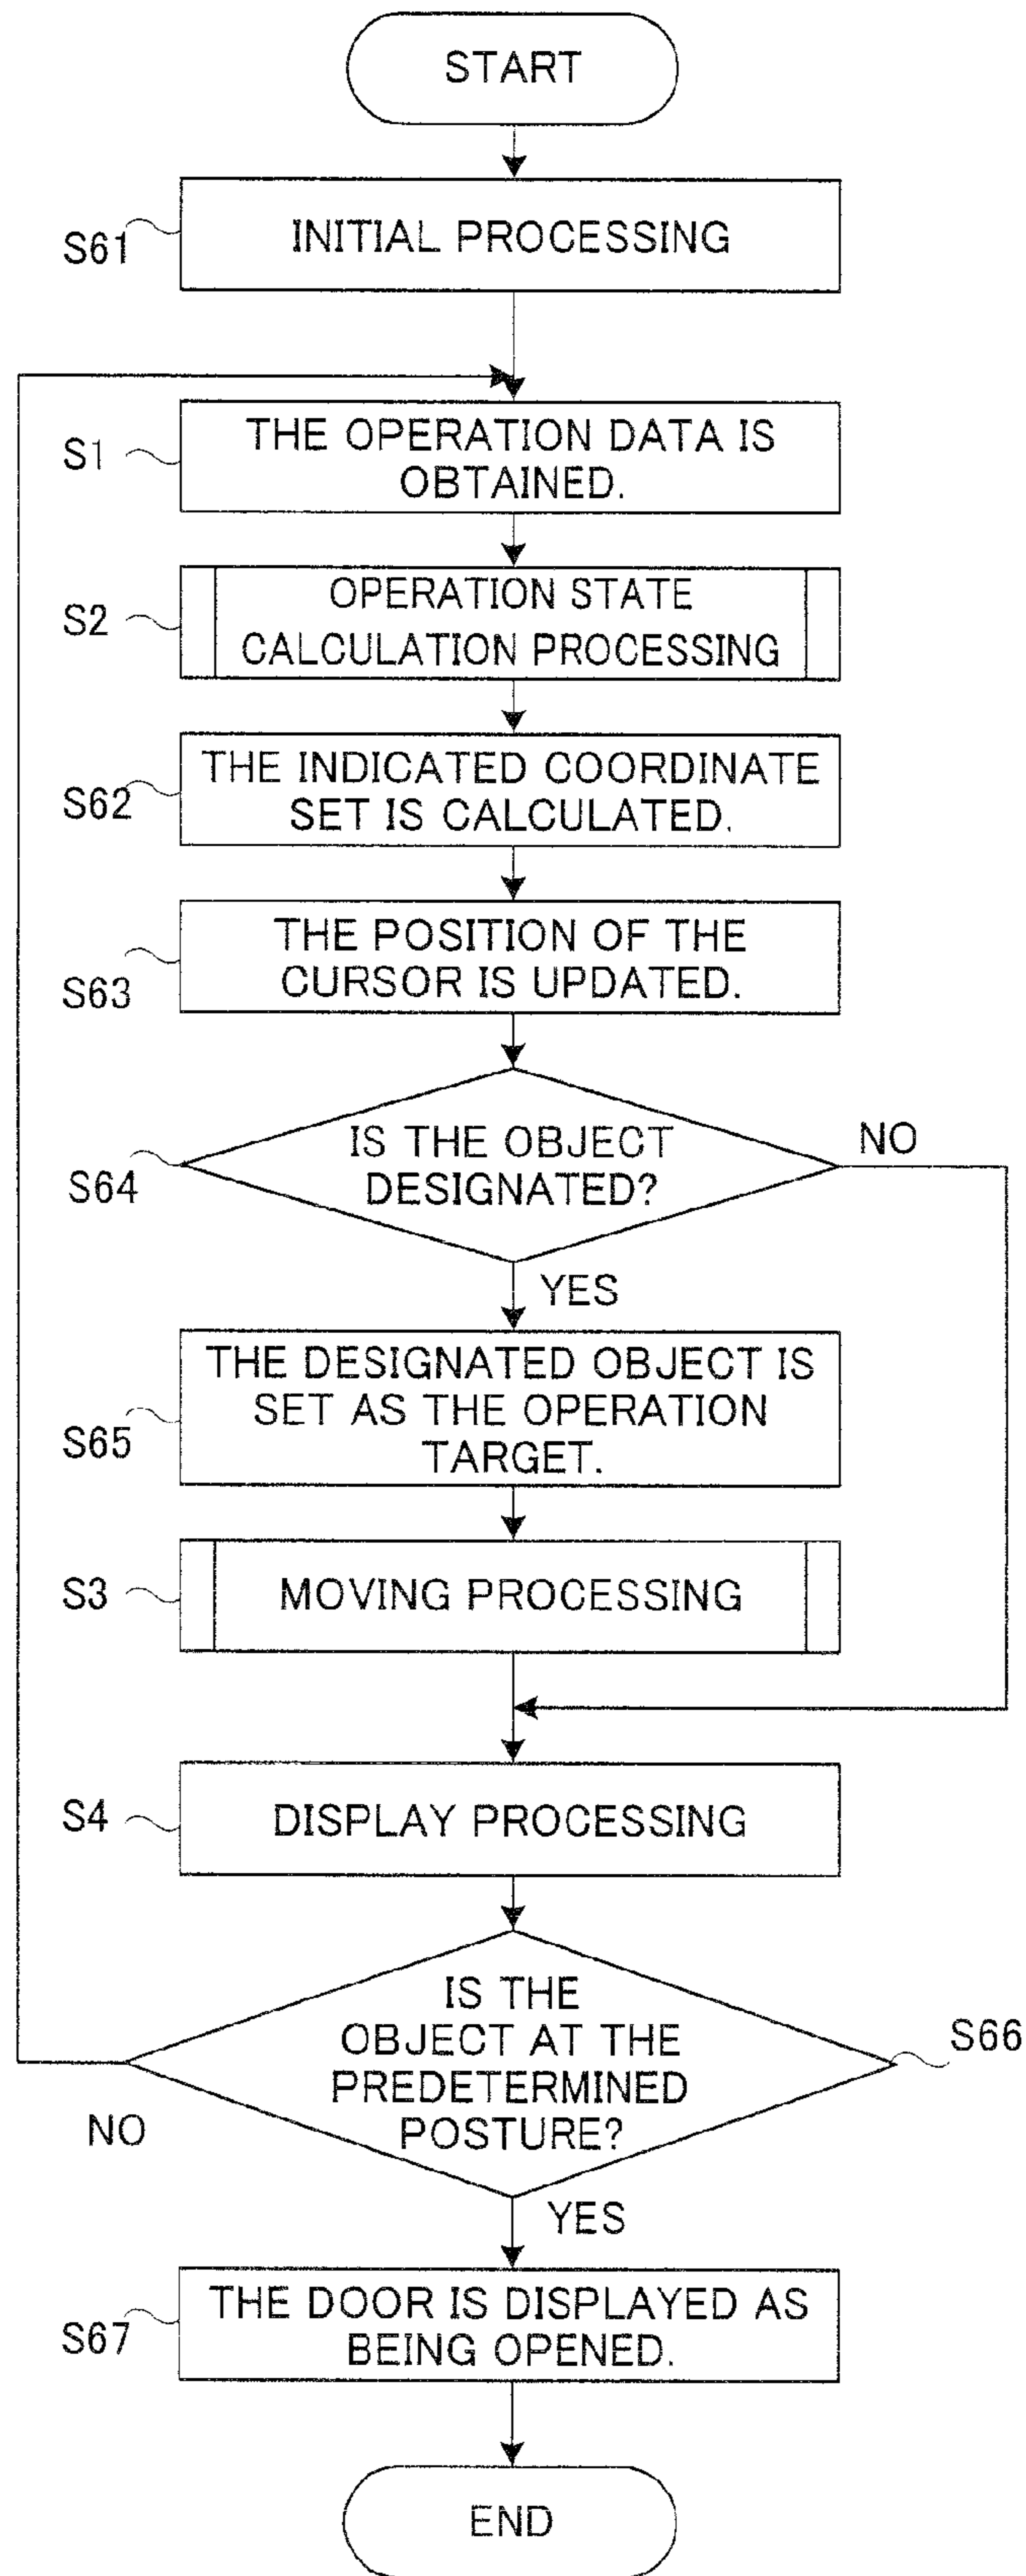 START
S61
INITIAL PROCESSING
S1
THE OPERATION DATA IS
OBTAINED.
S2
OPERATION STATE
CALCULATION PROCESSING
S62
THE INDICATED COORDINATE
SET IS CALCULATED.
S63
THE POSITION OF THE
CURSOR IS UPDATED.
S64
IS THE OBJECT
DESIGNATED?
NO
YES
S65
THE DESIGNATED OBJECT IS
SET AS THE OPERATION
TARGET.
S3
MOVING PROCESSING
S4
DISPLAY PROCESSING
IS THE
OBJECT AT THE
PREDETERMINED
POSTURE?
S66
NO
YES
S67
THE DOOR IS DISPLAYED AS
BEING OPENED.
END